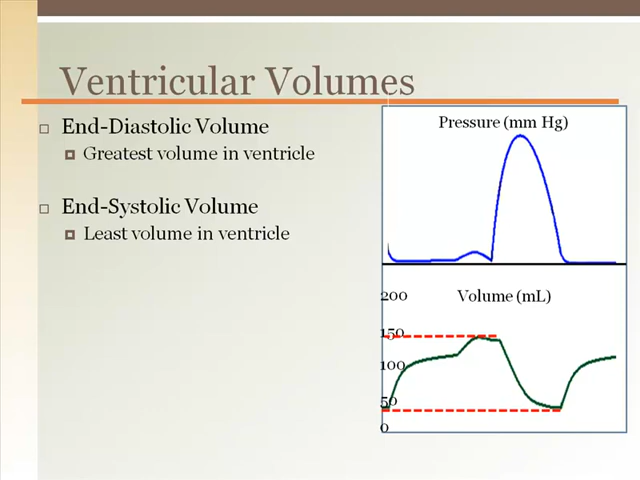 Ventricular Volumes
End-Diastolic Volume
Greatest volume in ventricle
End-Systolic Volume
Least volume in ventricle
Pressure (mm Hg)
Volume (mL)
200
150
100
50
0